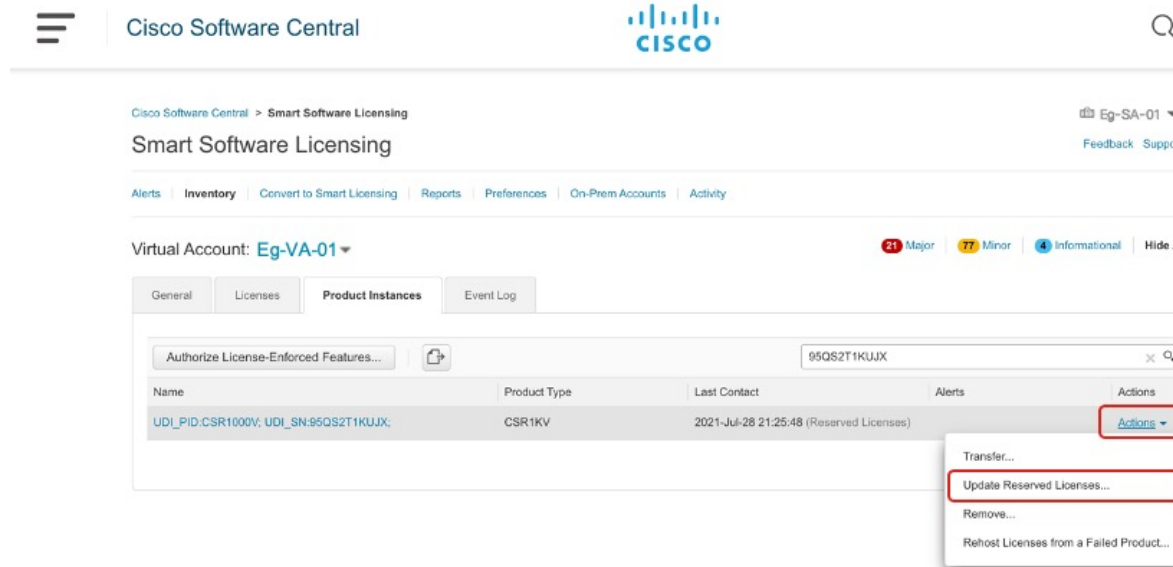 Cisco Software Central
CISCO
Cisco Software Central > Smart Software Licensing
Eg-SA-01
Smart Software Licensing
Feedback Suppo
Alerts Inventory Convert to Smart Licensing Reports Preferences On-Prem Accounts Activity
Virtual Account: Eg-VA-01
21 Major 77 Minor 4 Informational Hide
General Licenses Product Instances Event Log
Authorize License-Enforced Features...
95QS2T1KUJX
Name Product Type Last Contact Alerts Actions
UDI_PID:CSR1000V; UDI_SN:95QS2T1KUJX; CSR1KV 2021-Jul-28 21:25:48 (Reserved Licenses) Actions
Transfer...
Update Reserved Licenses...
Remove...
Rehost Licenses from a Failed Product...